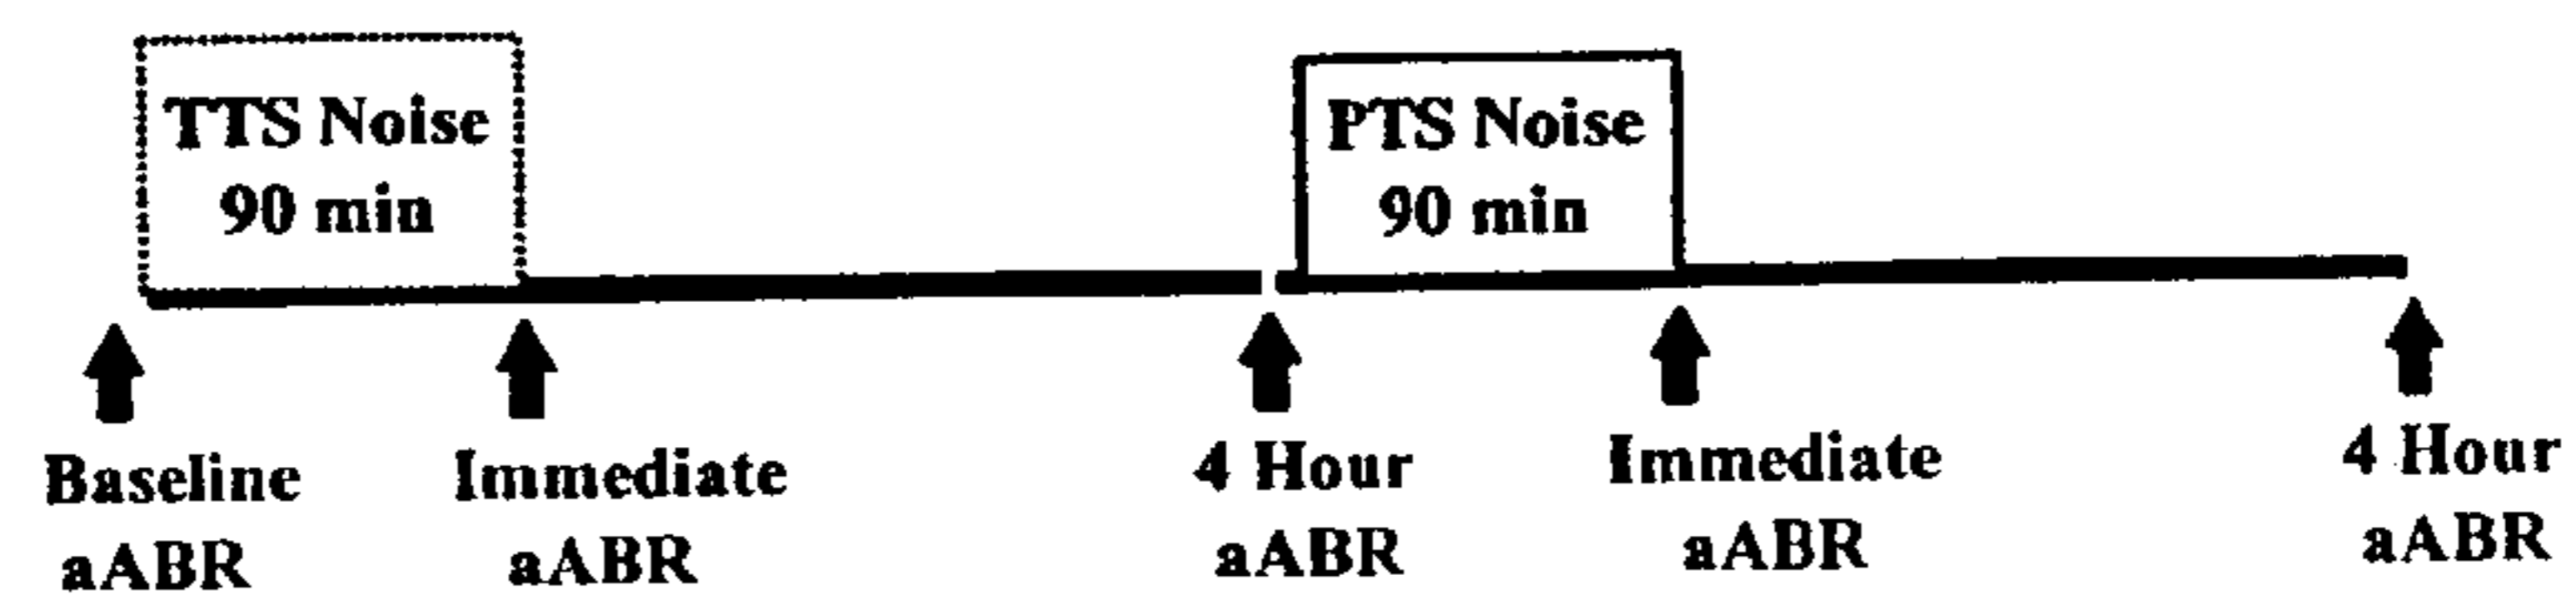 TTS Noise
90 min
PTS Noise
90 min
Baseline
aABR
Immediate
aABR
4 Hour
aABR
Immediate
aABR
4 Hour
aABR